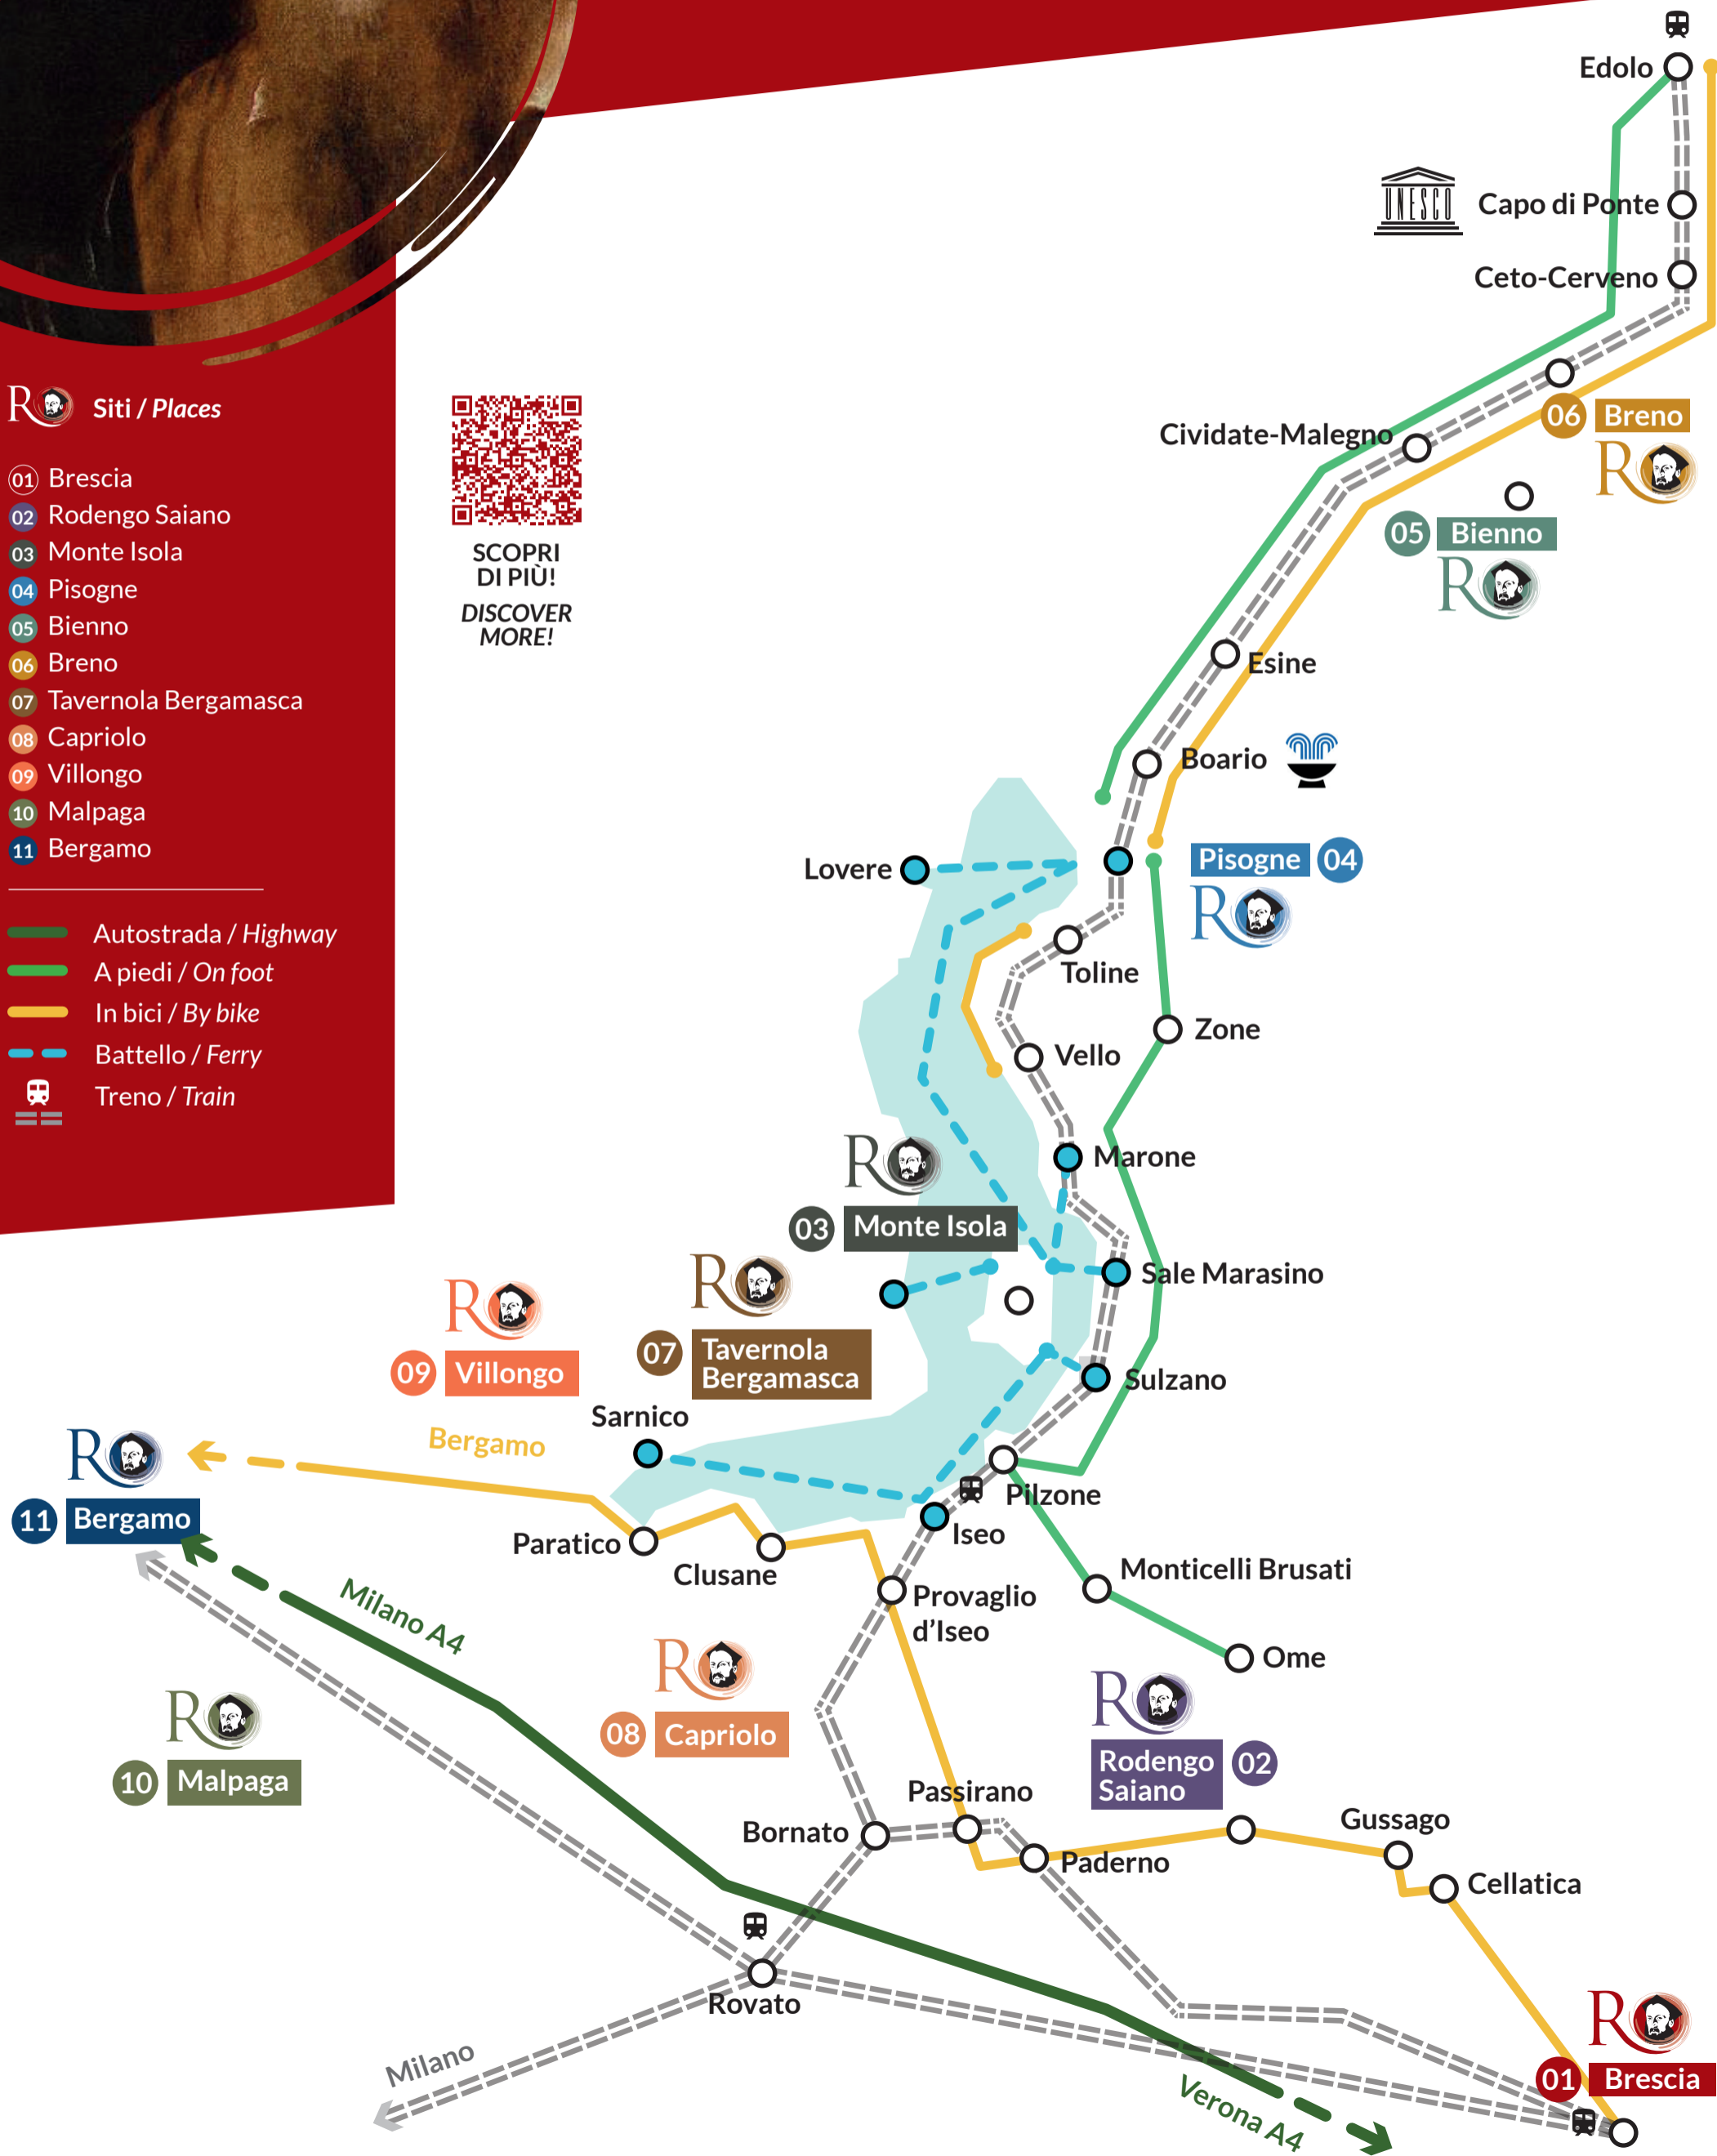 Siti / Places
01 Brescia
02 Rodengo Saiano
03 Monte Isola
04 Pisogne
05 Bienno
06 Breno
07 Tavernola Bergamasca
08 Capriolo
09 Villongo
10 Malpaga
11 Bergamo
Autostrada / Highway
A piedi / On foot
In bici / By bike
Battello / Ferry
Treno / Train
SCOPRI
DI PIÙ!
DISCOVER
MORE!
Edolo
UNESCO
Capo di Ponte
Ceto-Cerveno
06 Breno
R
Cividate-Malegno
05 Bienno
R
Esine
Boario
Lovere
Pisogne 04
R
Toline
Zone
Vello
Marone
R
03 Monte Isola
Sale Marasino
R
07 Tavernola
Bergamasca
R
09 Villongo
Sulzano
Sarnico
Bergamo
R
11 Bergamo
Pilzone
Iseo
Paratico
Clusane
Provaglio
d'Iseo
Monticelli Brusati
Ome
Milano A4
R
08 Capriolo
R
10 Malpaga
R
Rodengo
Saiano
02
Passirano
Bornato
Paderno
Gussago
Cellatica
Rovato
Milano
Verona A4
R
01 Brescia
R